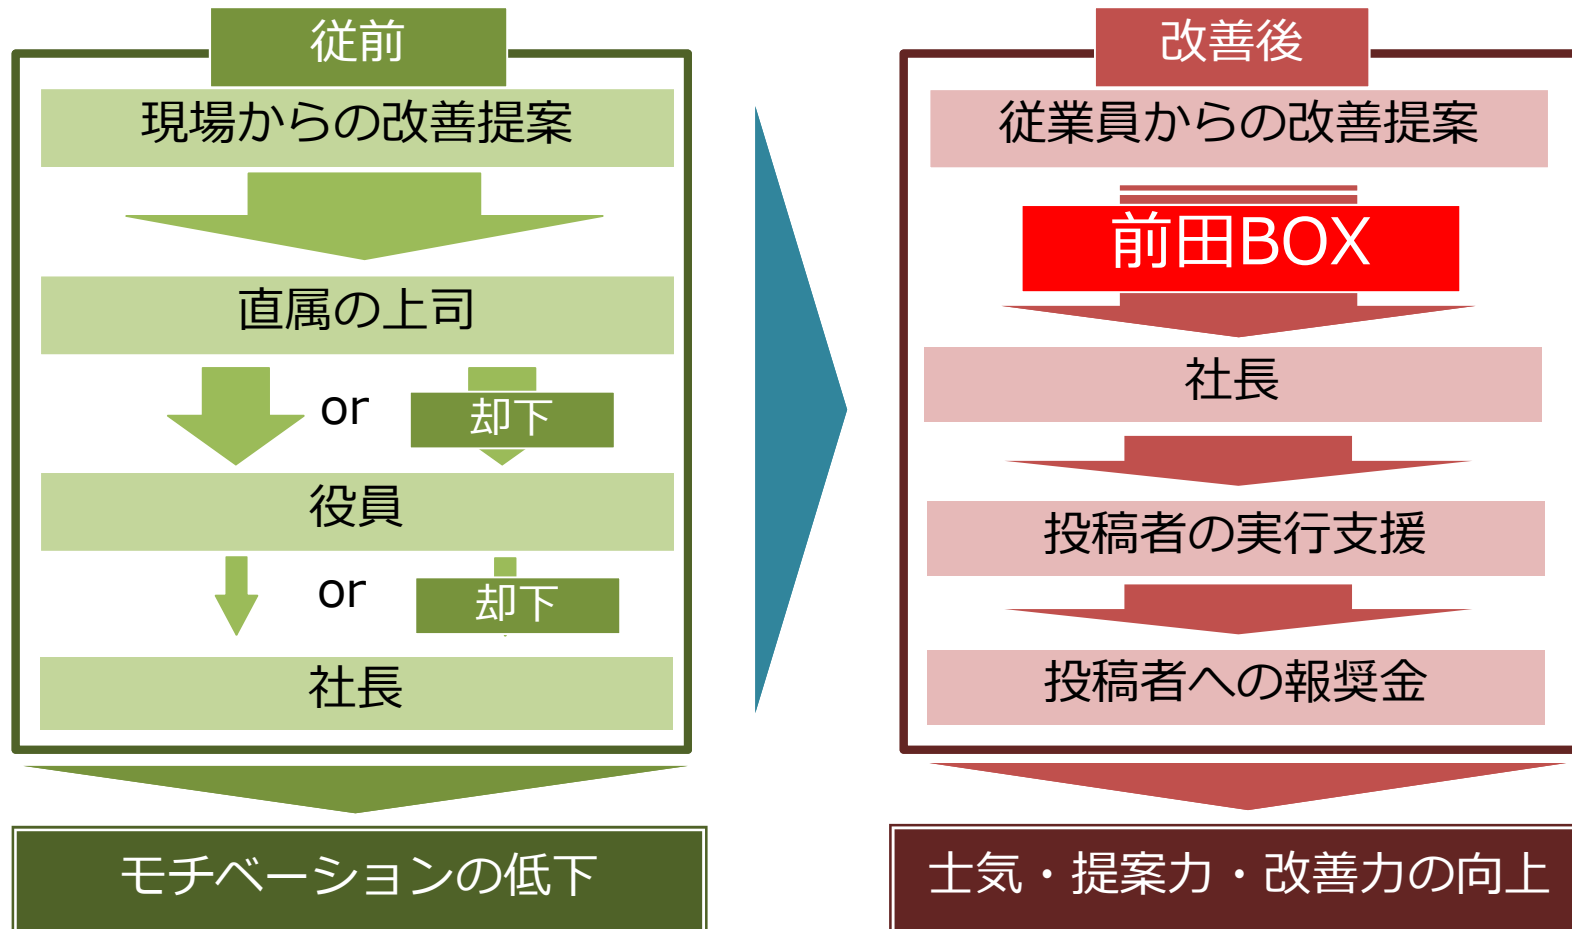 従前
現場からの改善提案
直属の上司
or
却下
役員
or
却下
社長
モチベーションの低下
改善後
従業員からの改善提案
前田BOX
社長
投稿者の実行支援
投稿者への報奨金
士気・提案力・改善力の向上